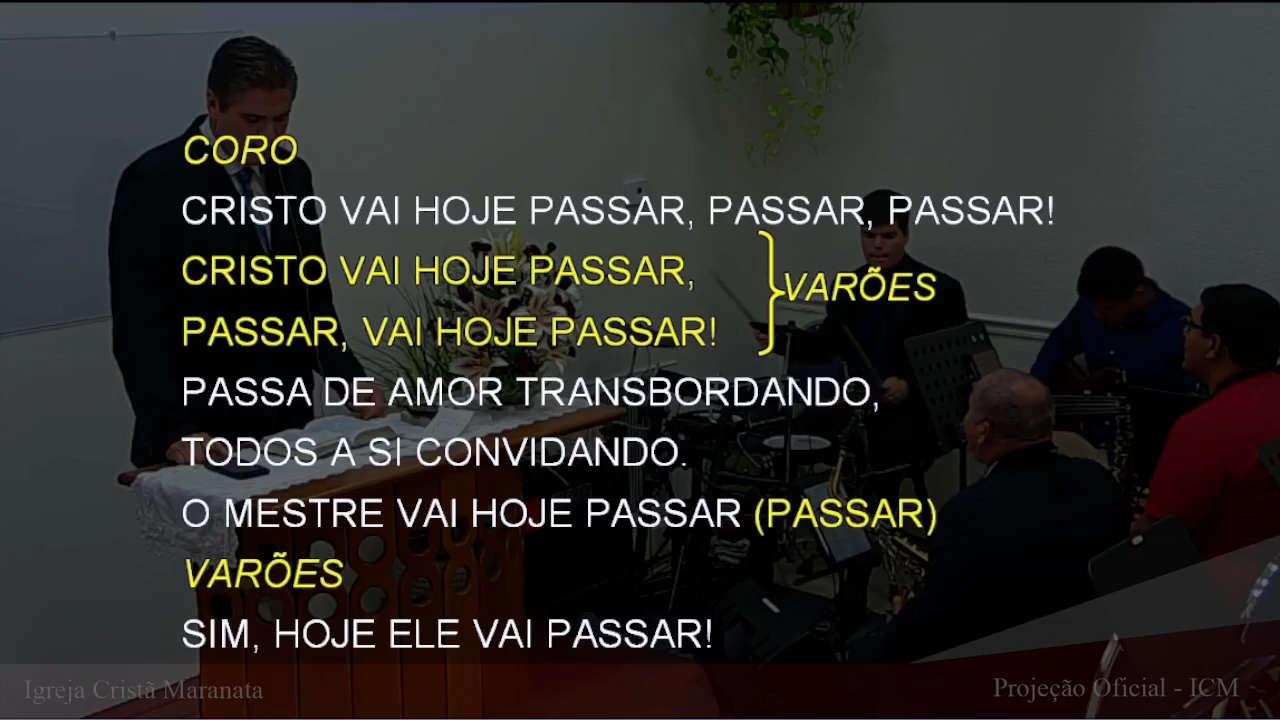 CORO
CRISTO VAI HOJE PASSAR, PASSAR, PASSAR!
CRISTO VAI HOJE PASSAR,
VARÕES
PASSAR, VAI HOJE PASSAR!
PASSA DE AMOR TRANSBORDANDO,
TODOS A SI CONVIDANDO.
O MESTRE VAI HOJE PASSAR (PASSAR)
VARÕES
SIM, HOJE ELE VAI PASSAR!
Igreja Cristã Maranata
Projeção Oficial - ICM